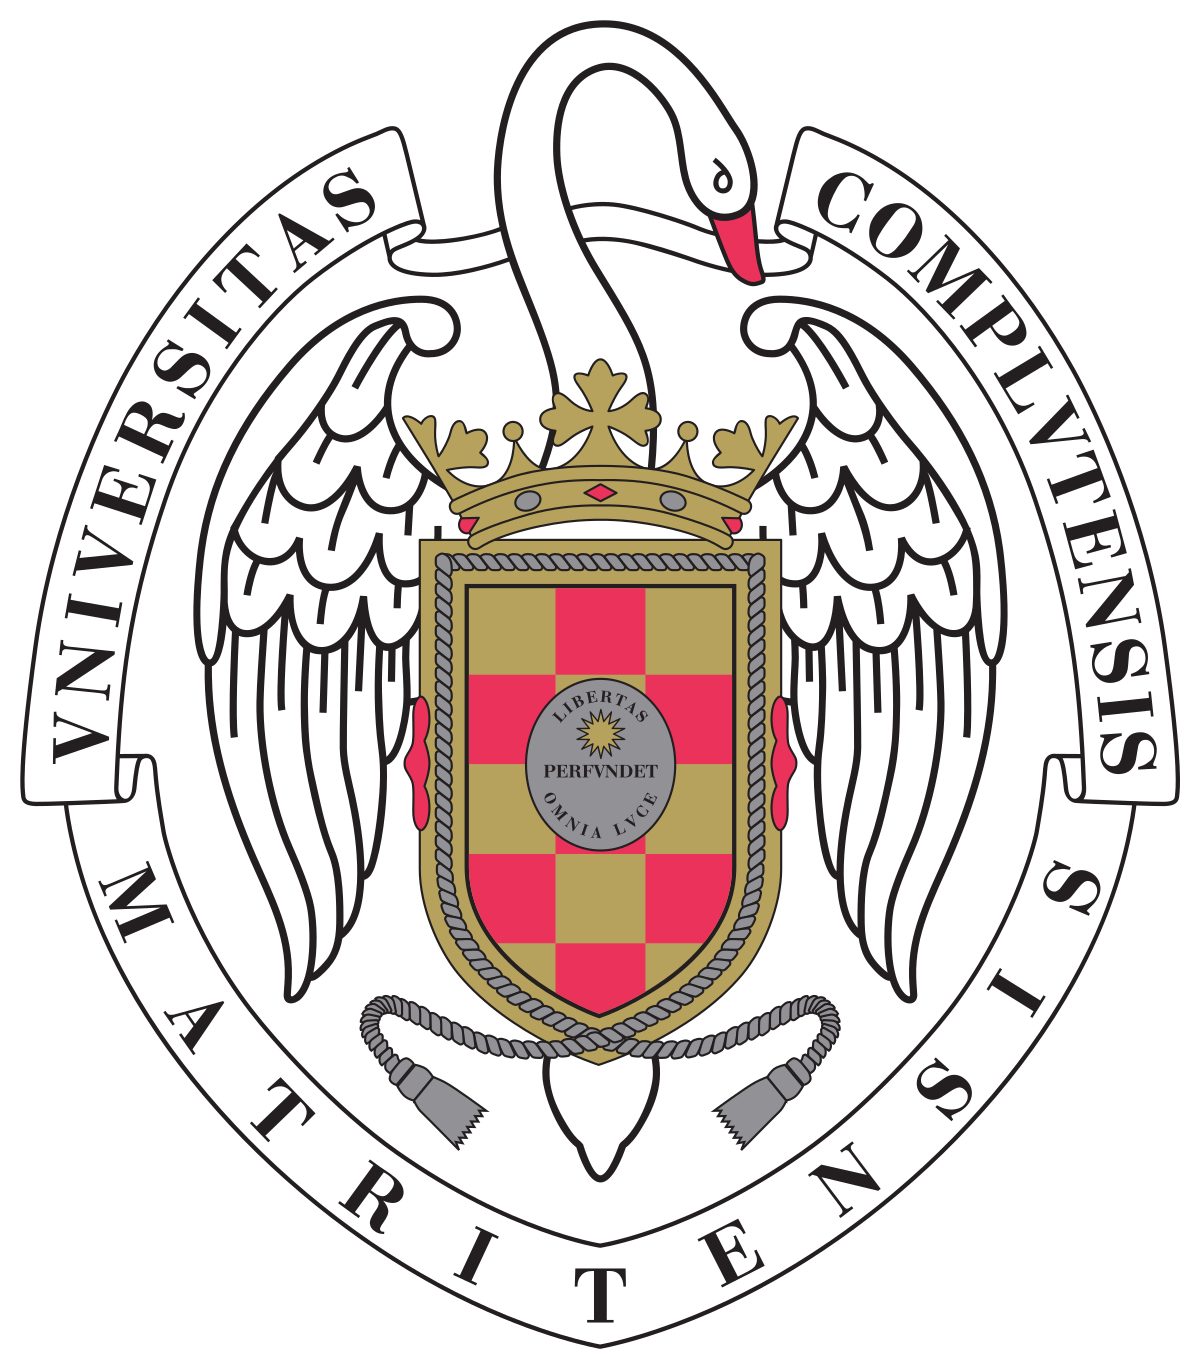 VNIVERSITAS
COMPLVTENSIS
LIBERTAS
PERFVNDET
OMNIA LVCE
MATRITENSIS